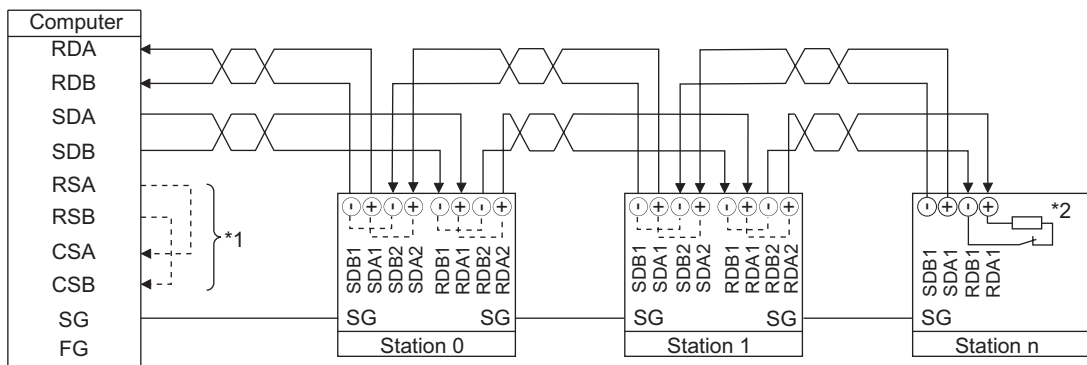 Computer
RDA
RDB
SDA
SDB
RSA
RSB
CSA
CSB
SG
FG
*1
- + - + - + - +
SDB1 SDA1 SDB2 SDA2 RDB1 RDA1 RDB2 RDA2
SG SG
Station 0
- + - + - + - +
SDB1 SDA1 SDB2 SDA2 RDB1 RDA1 RDB2 RDA2
SG SG
Station 1
- + - +
*2
SDB1 SDA1 RDB1 RDA1
SG
Station n